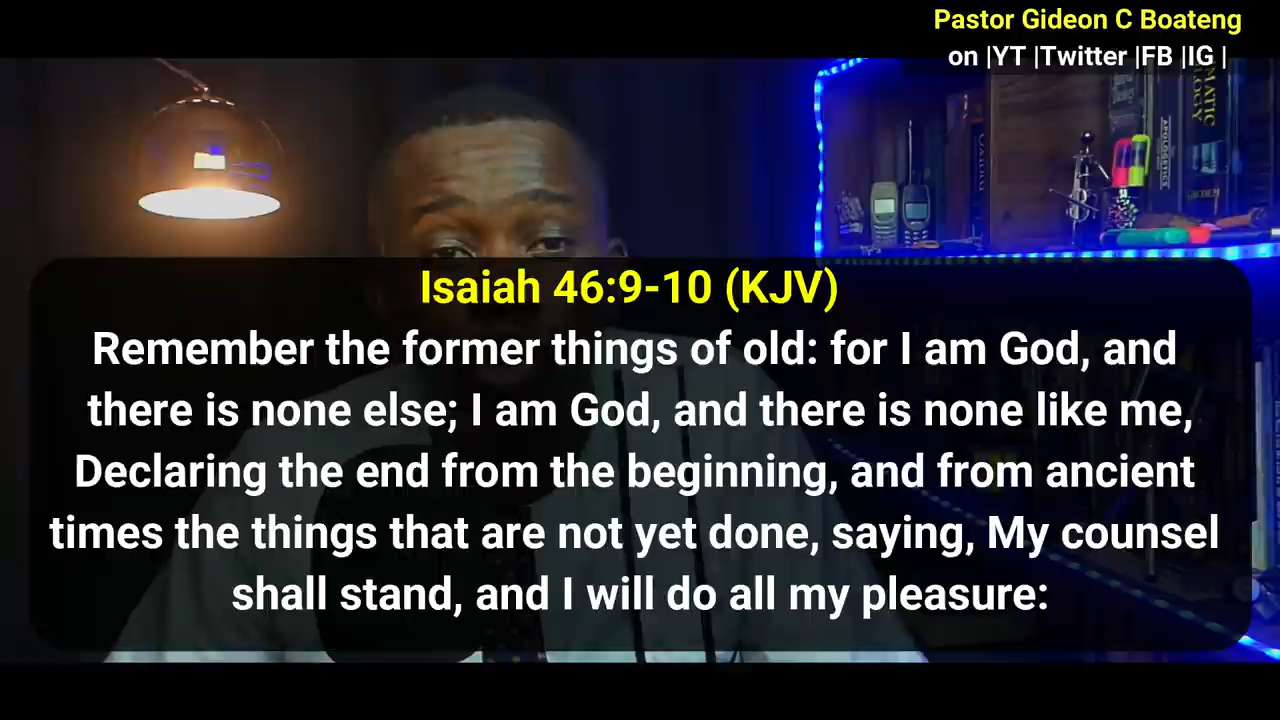 Pastor Gideon C Boateng
on |YT |Twitter |FB |IG |
MATIC
LOGY
APOLOGETICS
Isaiah 46:9-10 (KJV)
Remember the former things of old: for I am God, and
there is none else; I am God, and there is none like me,
Declaring the end from the beginning, and from ancient
times the things that are not yet done, saying, My counsel
shall stand, and I will do all my pleasure: